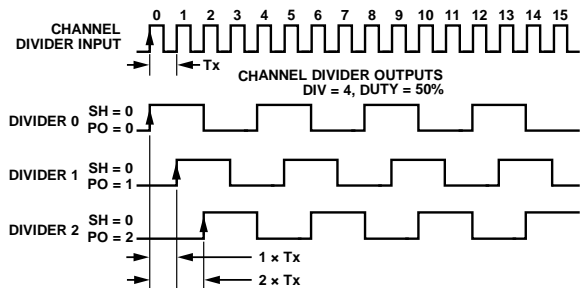 0 1 2 3 4 5 6 7 8 9 10 11 12 13 14 15
CHANNEL
DIVIDER INPUT
Tx
CHANNEL DIVIDER OUTPUTS
DIV = 4, DUTY = 50%
DIVIDER 0 SH = 0
PO = 0
DIVIDER 1 SH = 0
PO = 1
DIVIDER 2 SH = 0
PO = 2
1 × Tx
2 × Tx